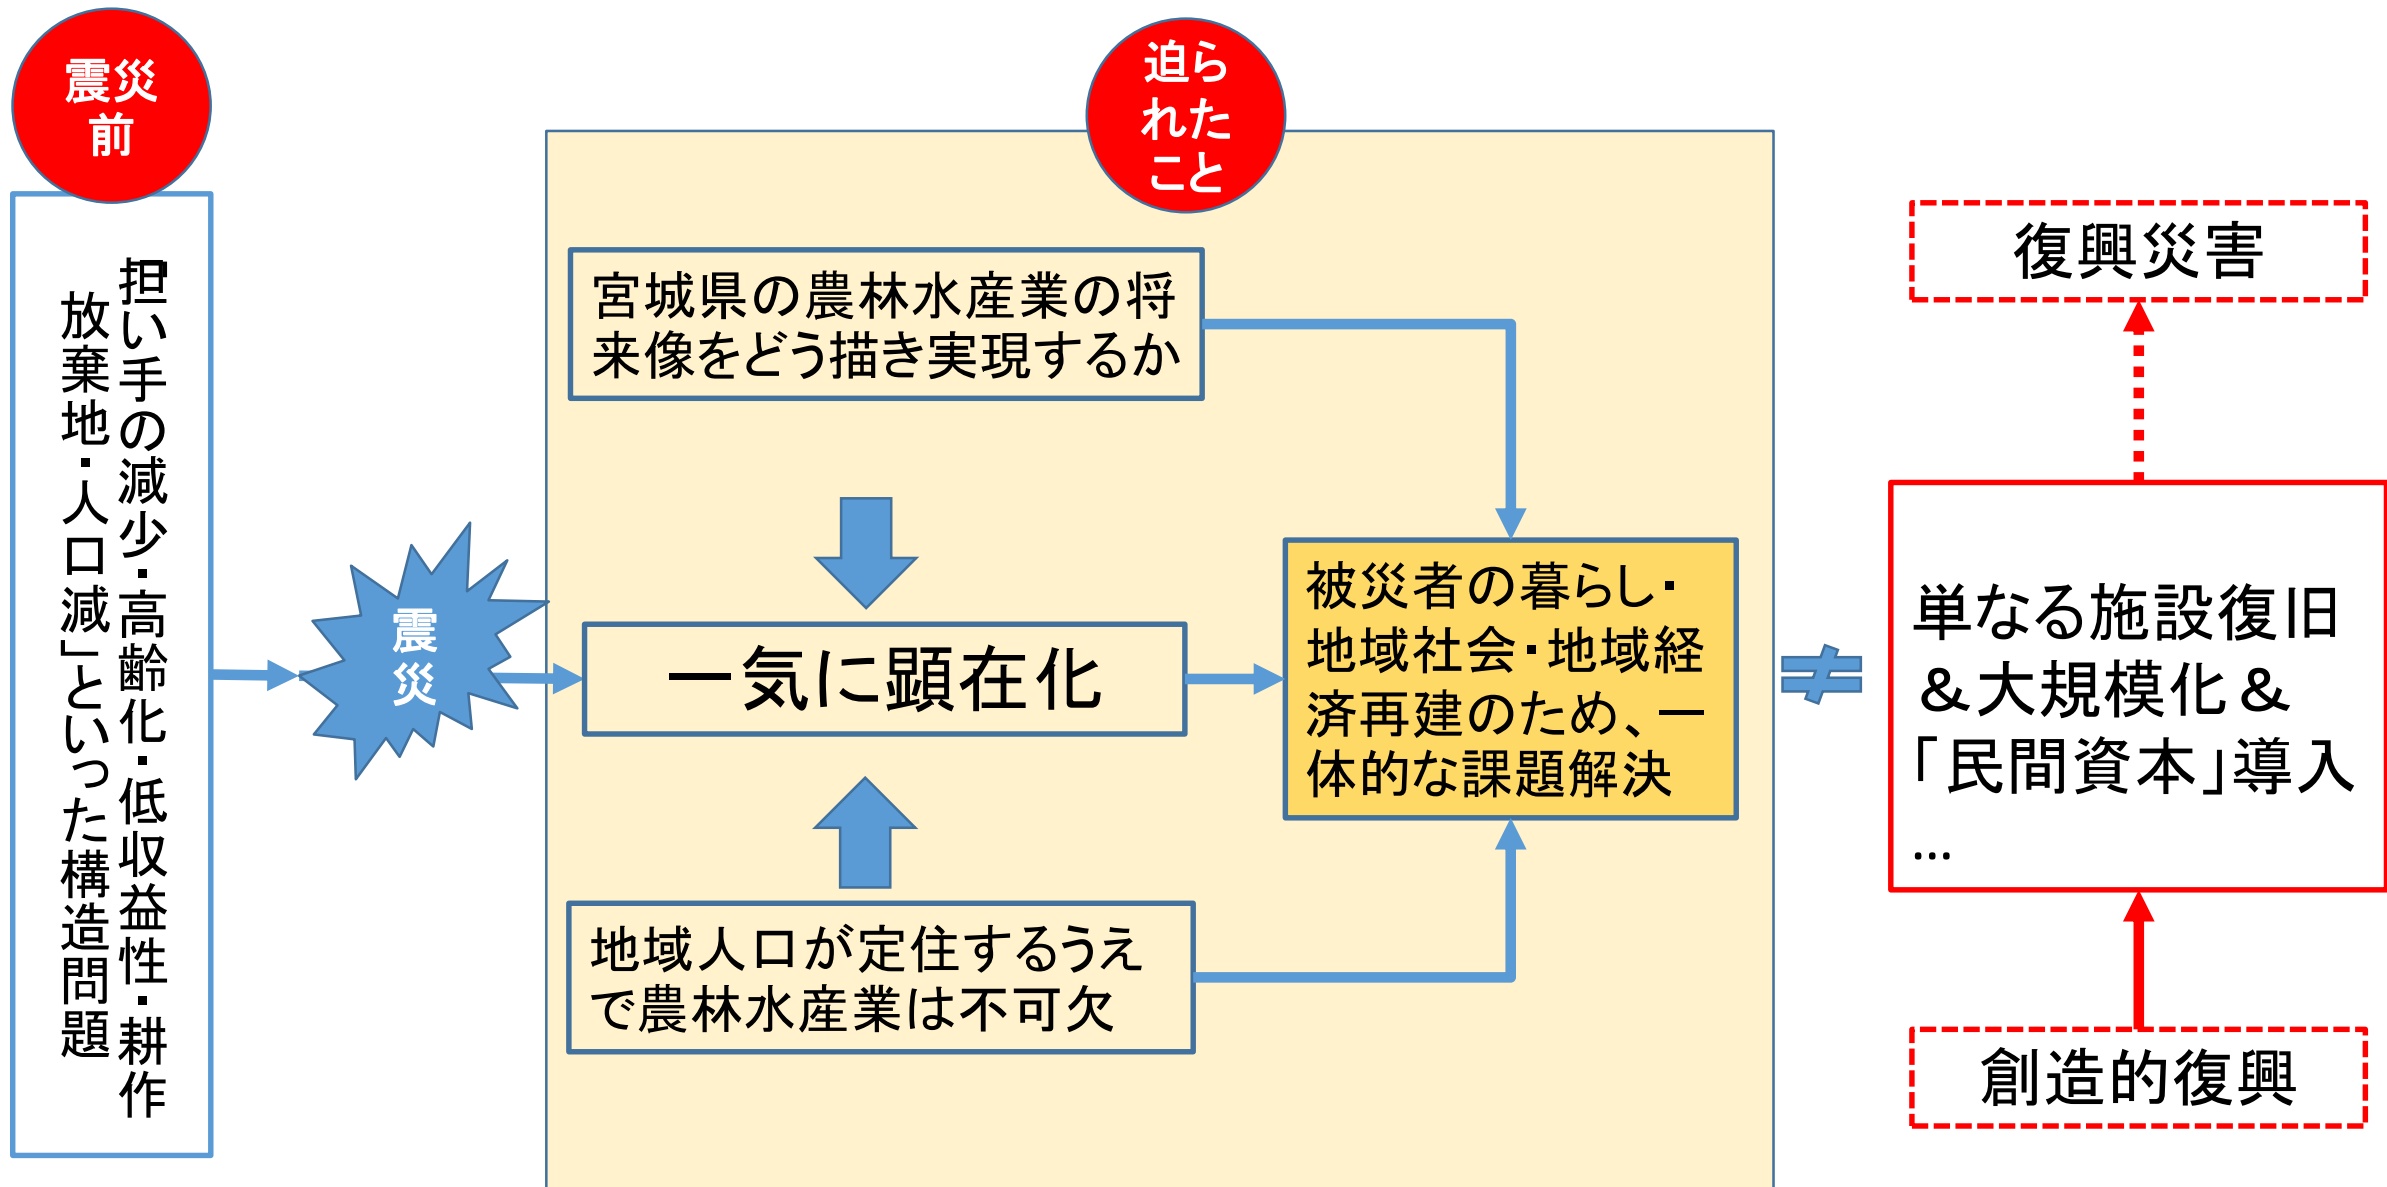 震災
前
「担い手の減少・高齢化・低収益性・耕作
放棄地・人口減」といった構造問題
震
災
迫ら
れた
こと
宮城県の農林水産業の将
来像をどう描き実現するか
一気に顕在化
地域人口が定住するうえ
で農林水産業は不可欠
被災者の暮らし・
地域社会・地域経
済再建のため、一
体的な課題解決
≠
復興災害
単なる施設復旧
＆大規模化＆
「民間資本」導入
…
創造的復興